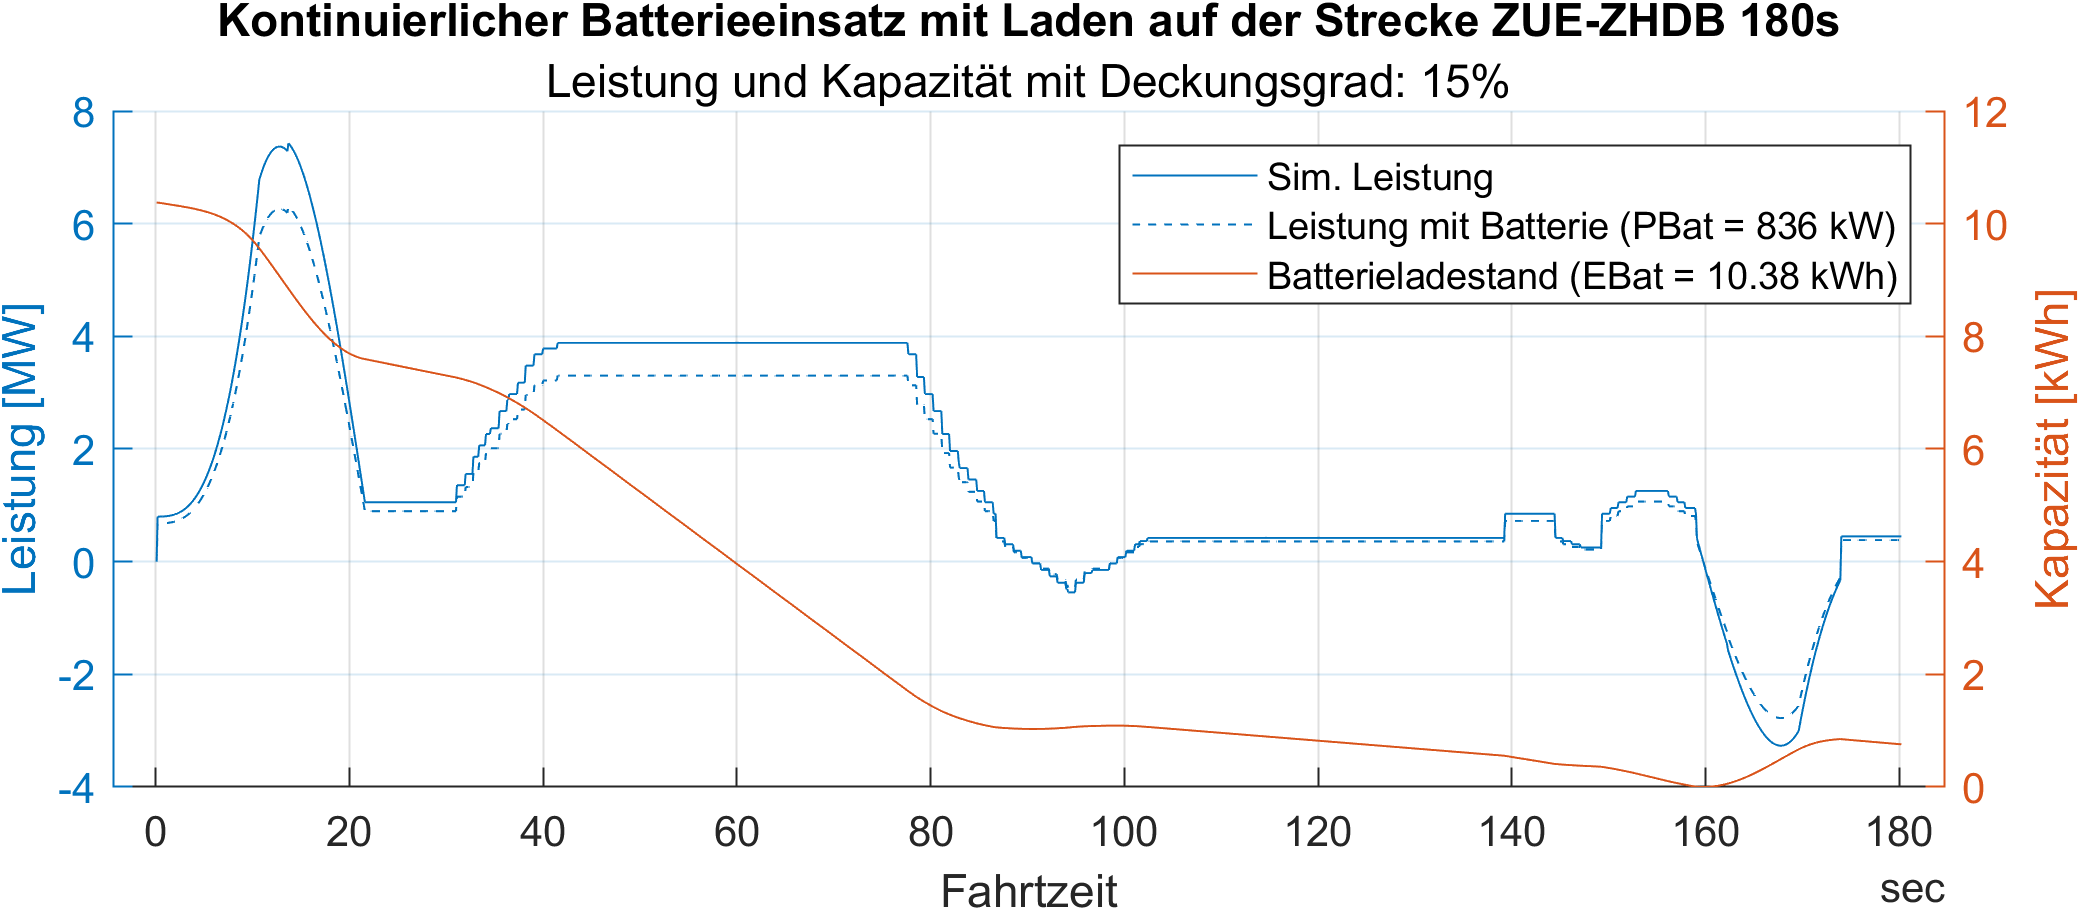 Kontinuierlicher Batterieeinsatz mit Laden auf der Strecke ZUE-ZHDB 180s
Leistung und Kapazität mit Deckungsgrad: 15%
Leistung [MW]
8
6
4
2
0
-2
-4
Sim. Leistung
Leistung mit Batterie (PBat = 836 kW)
Batterieladestand (EBat = 10.38 kWh)
12
10
8
6
4
2
0
Kapazität [kWh]
0 20 40 60 80 100 120 140 160 180
Fahrtzeit
sec